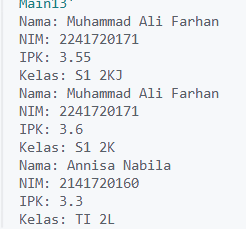 Main13'
Nama: Muhammad Ali Farhan
NIM: 2241720171
IPK: 3.55
Kelas: S1 2KJ
Nama: Muhammad Ali Farhan
NIM: 2241720171
IPK: 3.6
Kelas: S1 2K
Nama: Annisa Nabila
NIM: 2141720160
IPK: 3.3
Kelas: TI 2L